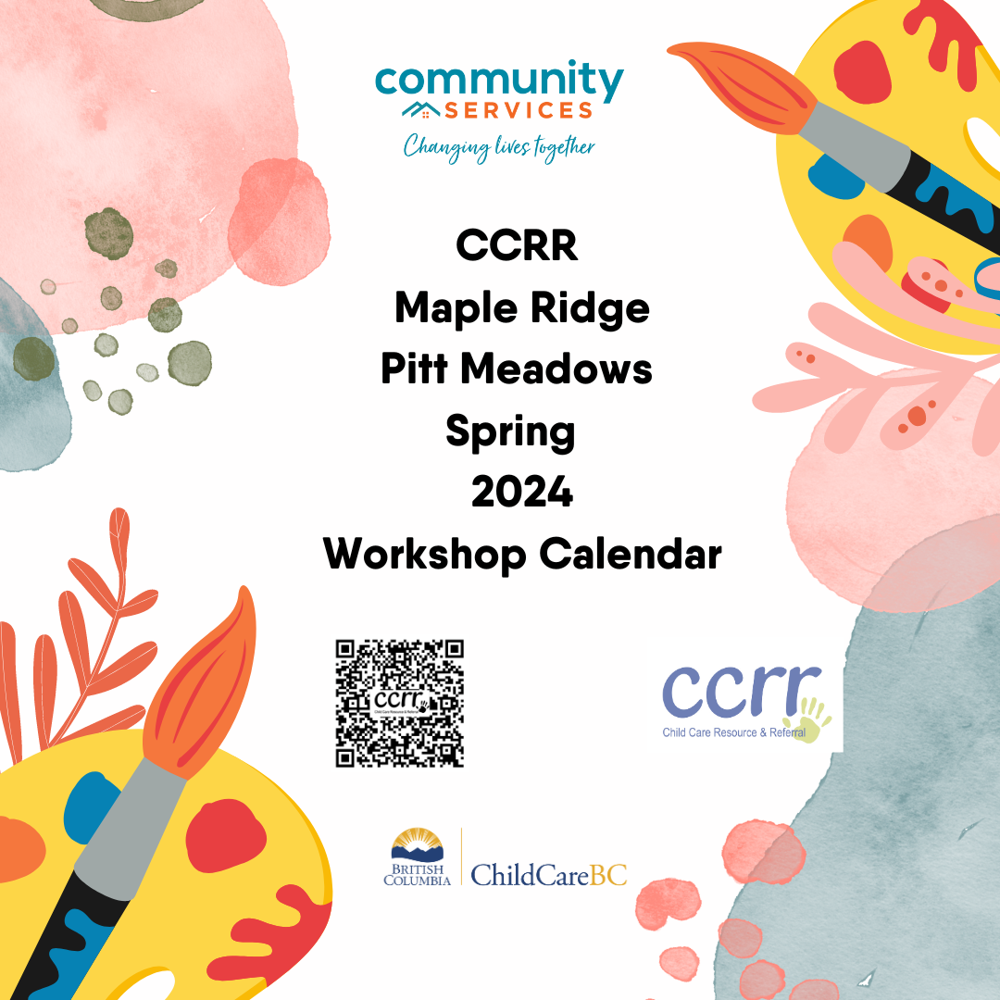 community
SERVICES
Changing lives together
CCRR
Maple Ridge
Pitt Meadows
Spring
2024
Workshop Calendar
ccrr
Child Care Resource & Referral
ccrr
Child Care Resource & Referral
BRITISH
COLUMBIA
ChildCareBC